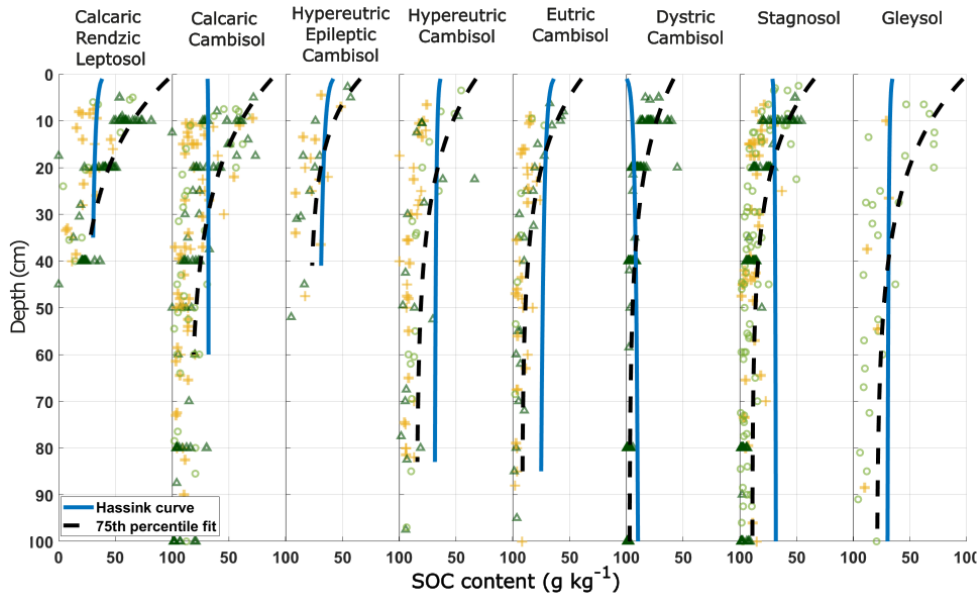 Calcaric
Rendzic
Leptosol
Calcaric
Cambisol
Hypereutric
Epileptic
Cambisol
Hypereutric
Cambisol
Eutric
Cambisol
Dystric
Cambisol
Stagnosol
Gleysol
0
10
20
30
40
50
60
70
80
90
100
Depth (cm)
Hassink curve
75th percentile fit
0 50 100 50 100 50 100 50 100 50 100 50 100 50 100 50 100
SOC content (g kg⁻¹)